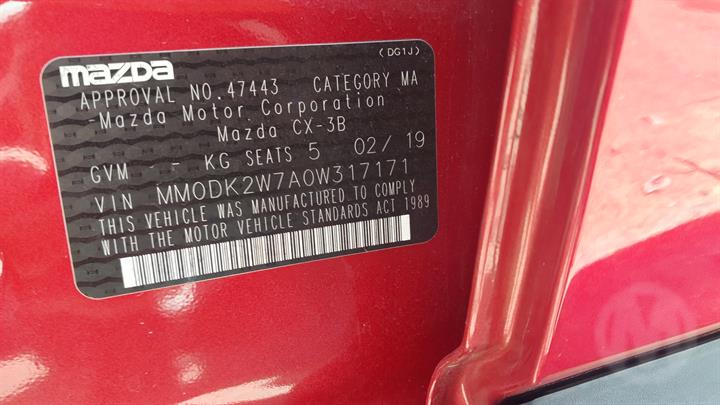 (DG1J)
mazda
APPROVAL NO.47443 CATEGORY MA
-Mazda Motor Corporation
Mazda CX-3B
GVM -- KG SEATS 5 02/19
VIN MM0DK2W7A0W317171
THIS VEHICLE WAS MANUFACTURED TO COMPLY
WITH THE MOTOR VEHICLE STANDARDS ACT 1989
M